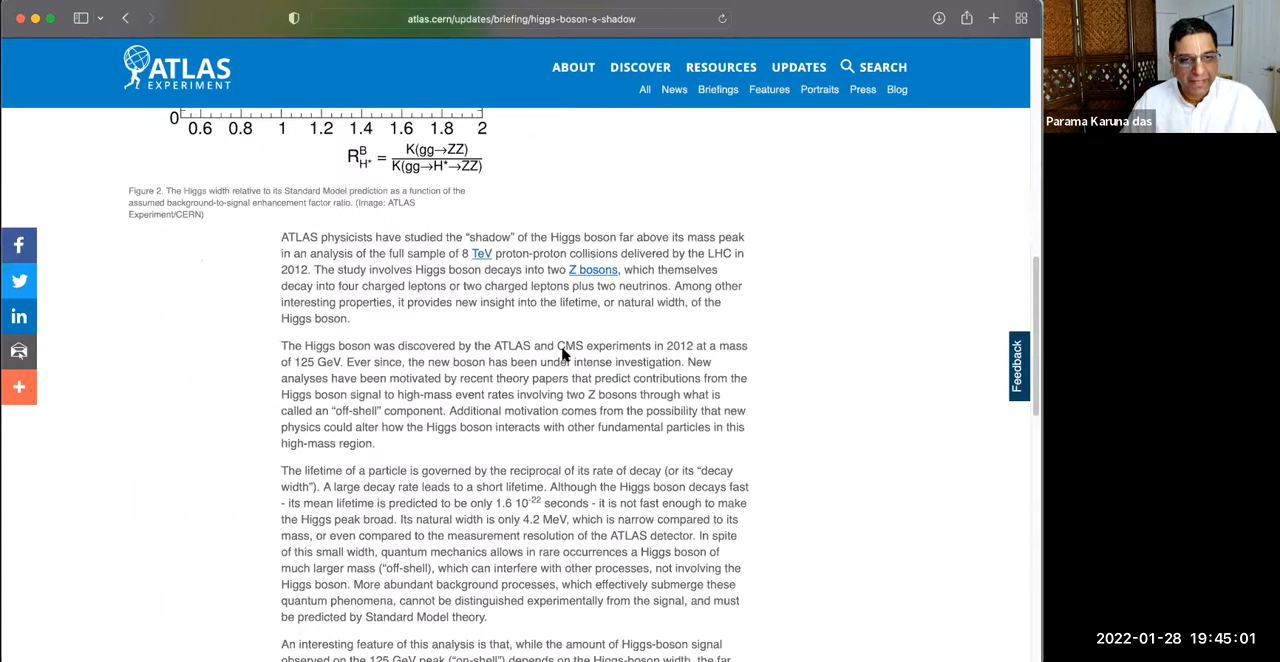 atlas.cern/updates/briefing/higgs-boson-s-shadow
ATLAS
EXPERIMENT
ABOUT DISCOVER RESOURCES UPDATES SEARCH
All News Briefings Features Portraits Press Blog
0
0.6 0.8 1 1.2 1.4 1.6 1.8 2
R^B_H* = K(gg→ZZ) / K(gg→H*→ZZ)
Figure 2. The Higgs width relative to its Standard Model prediction as a function of the
assumed background-to-signal enhancement factor ratio. (Image: ATLAS
Experiment/CERN)
ATLAS physicists have studied the “shadow” of the Higgs boson far above its mass peak
in an analysis of the full sample of 8 TeV proton-proton collisions delivered by the LHC in
2012. The study involves Higgs boson decays into two Z bosons, which themselves
decay into four charged leptons or two charged leptons plus two neutrinos. Among other
interesting properties, it provides new insight into the lifetime, or natural width, of the
Higgs boson.
The Higgs boson was discovered by the ATLAS and CMS experiments in 2012 at a mass
of 125 GeV. Ever since, the new boson has been under intense investigation. New
analyses have been motivated by recent theory papers that predict contributions from the
Higgs boson signal to high-mass event rates involving two Z bosons through what is
called an “off-shell” component. Additional motivation comes from the possibility that new
physics could alter how the Higgs boson interacts with other fundamental particles in this
high-mass region.
The lifetime of a particle is governed by the reciprocal of its rate of decay (or its “decay
width”). A large decay rate leads to a short lifetime. Although the Higgs boson decays fast
- its mean lifetime is predicted to be only 1.6 10⁻²² seconds - it is not fast enough to make
the Higgs peak broad. Its natural width is only 4.2 MeV, which is narrow compared to its
mass, or even compared to the measurement resolution of the ATLAS detector. In spite
of this small width, quantum mechanics allows in rare occurrences a Higgs boson of
much larger mass (“off-shell), which can interfere with other processes, not involving the
Higgs boson. More abundant background processes, which effectively submerge these
quantum phenomena, cannot be distinguished experimentally from the signal, and must
be predicted by Standard Model theory.
An interesting feature of this analysis is that, while the amount of Higgs-boson signal
observed on the 125 GeV peak (“on-shell”) depends on the Higgs-boson width, the far
Feedback
Parama Karuna das
2022-01-28 19:45:01